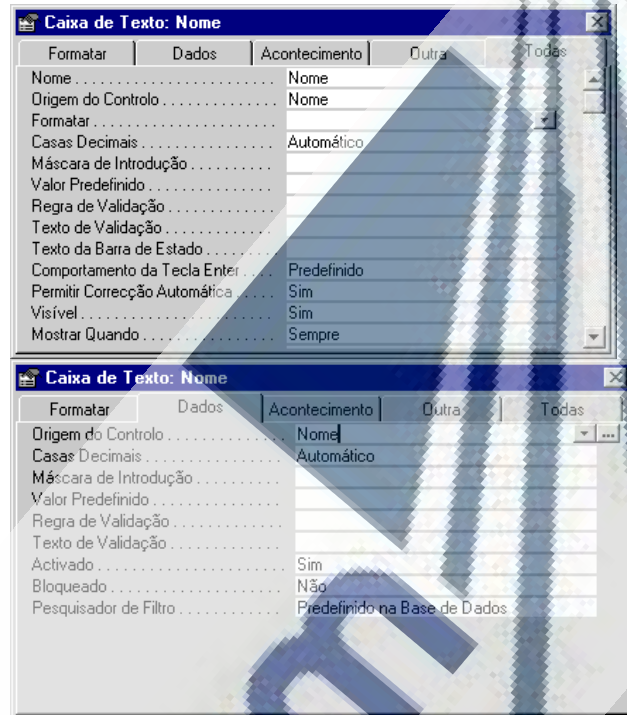 Caixa de Texto: Nome
Formatar Dados Acontecimento Outra Todas
Nome . . . . . . . . . . . . . . . . . . . . . . . Nome
Origem do Controlo . . . . . . . . . . . . . Nome
Formatar . . . . . . . . . . . . . . . . . . . .
Casas Decimais . . . . . . . . . . . . . . . Automático
Máscara de Introdução . . . . . . . . .
Valor Predefinido . . . . . . . . . . . . . .
Regra de Validação . . . . . . . . . . . .
Texto de Validação . . . . . . . . . . . .
Texto da Barra de Estado . . . . . . . .
Comportamento da Tecla Enter . . . . Predefinido
Permitir Correcção Automática . . . . . Sim
Visível . . . . . . . . . . . . . . . . . . . . . . Sim
Mostrar Quando . . . . . . . . . . . . . . . Sempre
Caixa de Texto: Nome
Formatar Dados Acontecimento Outra Todas
Origem do Controlo . . . . . . . . . . . . . Nome
Casas Decimais . . . . . . . . . . . . . . . Automático
Máscara de Introdução . . . . . . . . .
Valor Predefinido . . . . . . . . . . . . . .
Regra de Validação . . . . . . . . . . . .
Texto de Validação . . . . . . . . . . . .
Activado . . . . . . . . . . . . . . . . . . . . Sim
Bloqueado . . . . . . . . . . . . . . . . . . . Não
Pesquisador de Filtro . . . . . . . . . . . Predefinido na Base de Dados